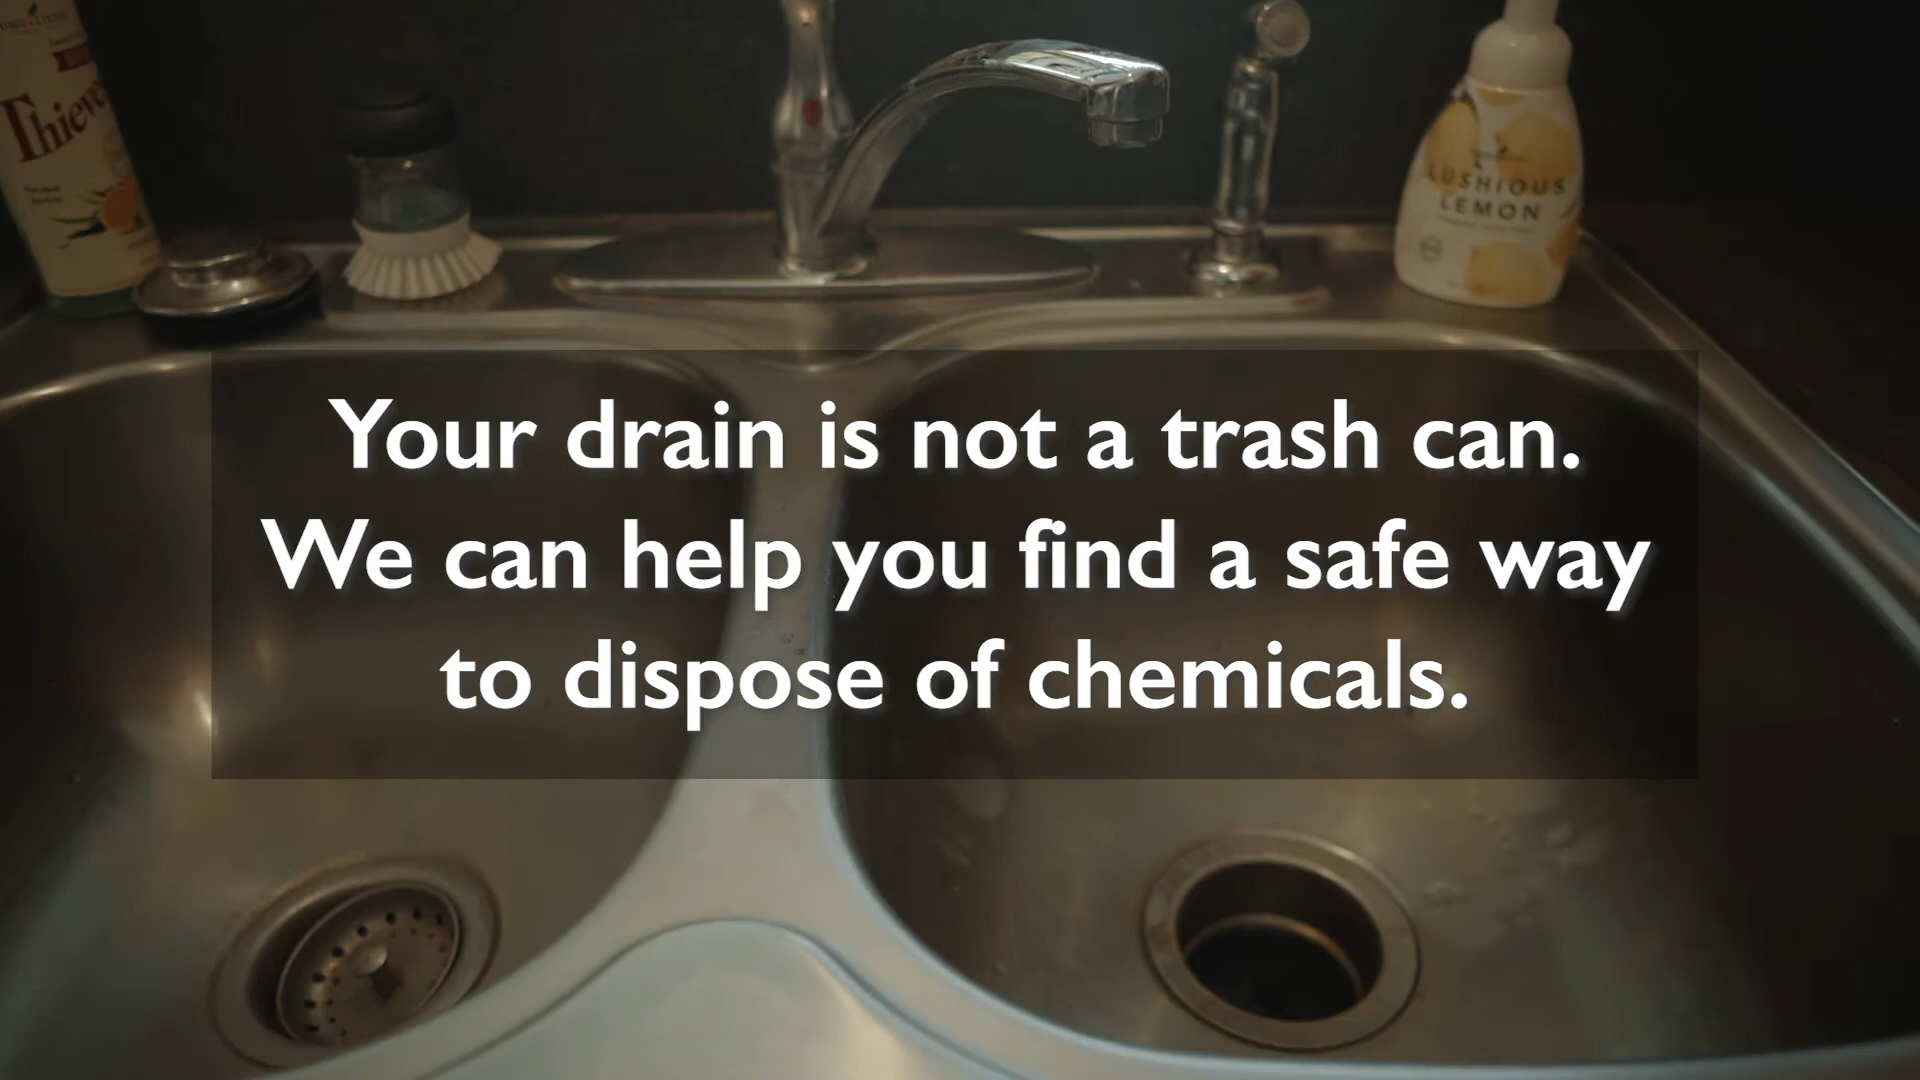 Thieves
LUSHIOUS
LEMON
Your drain is not a trash can.
We can help you find a safe way
to dispose of chemicals.